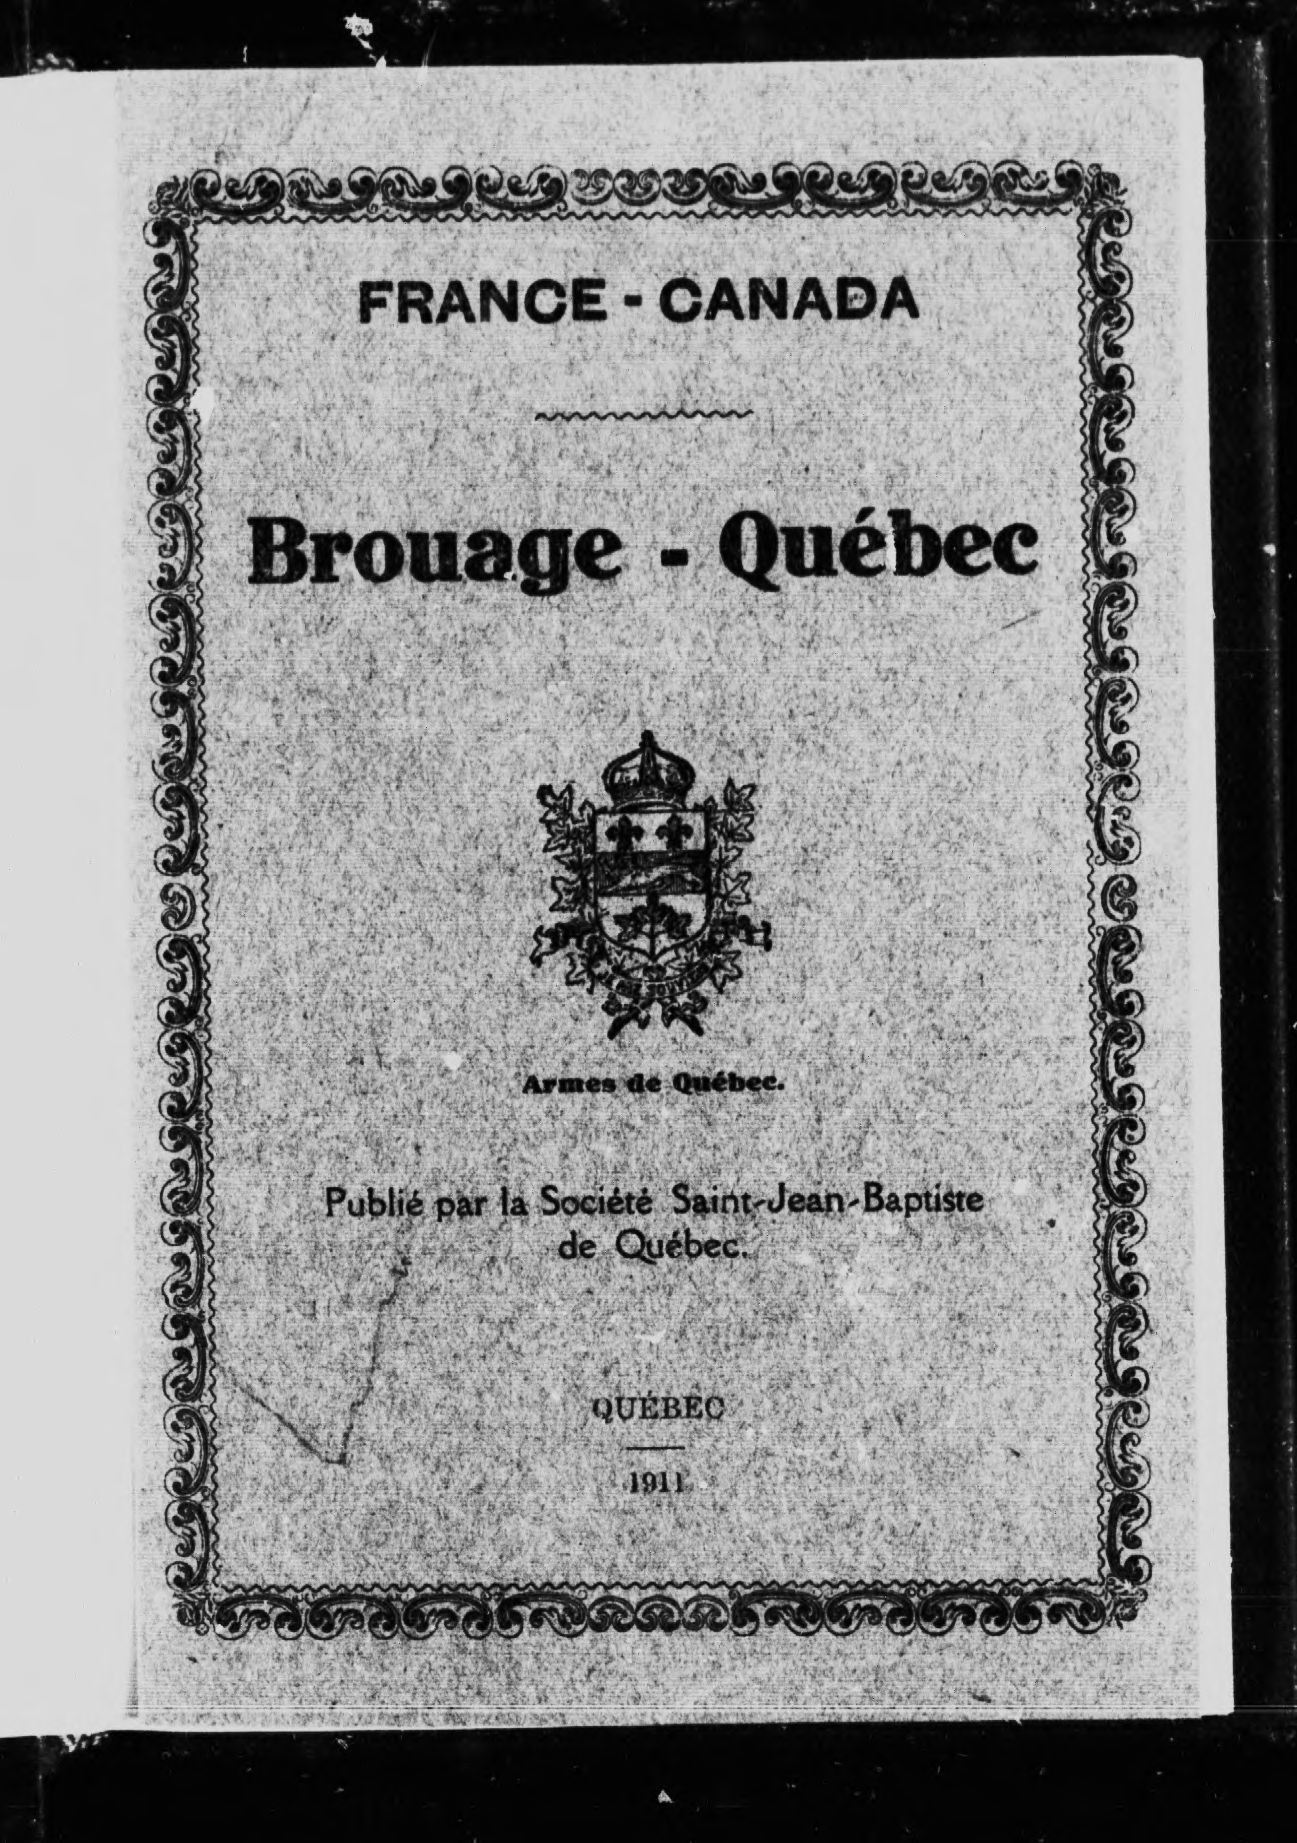 FRANCE - CANADA
Brouage - Québec
Armes de Québec.
Publié par la Société Saint-Jean-Baptiste
de Québec.
QUÉBEC
1911